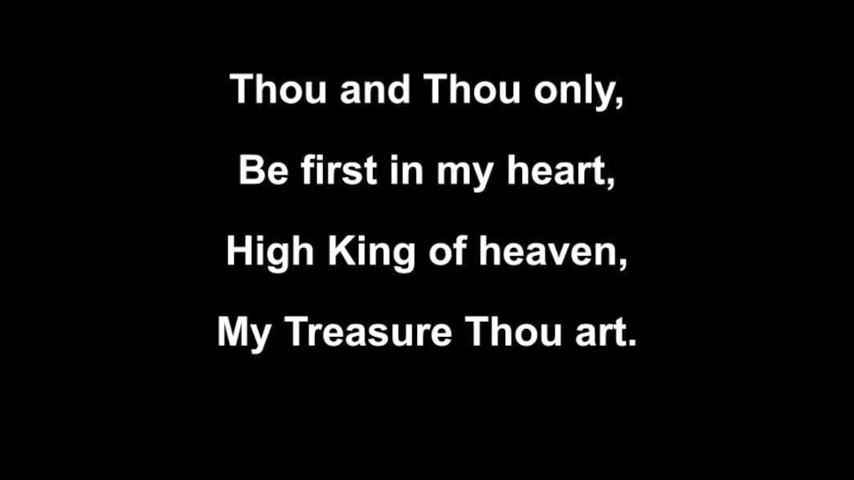 Thou and Thou only,
Be first in my heart,
High King of heaven,
My Treasure Thou art.